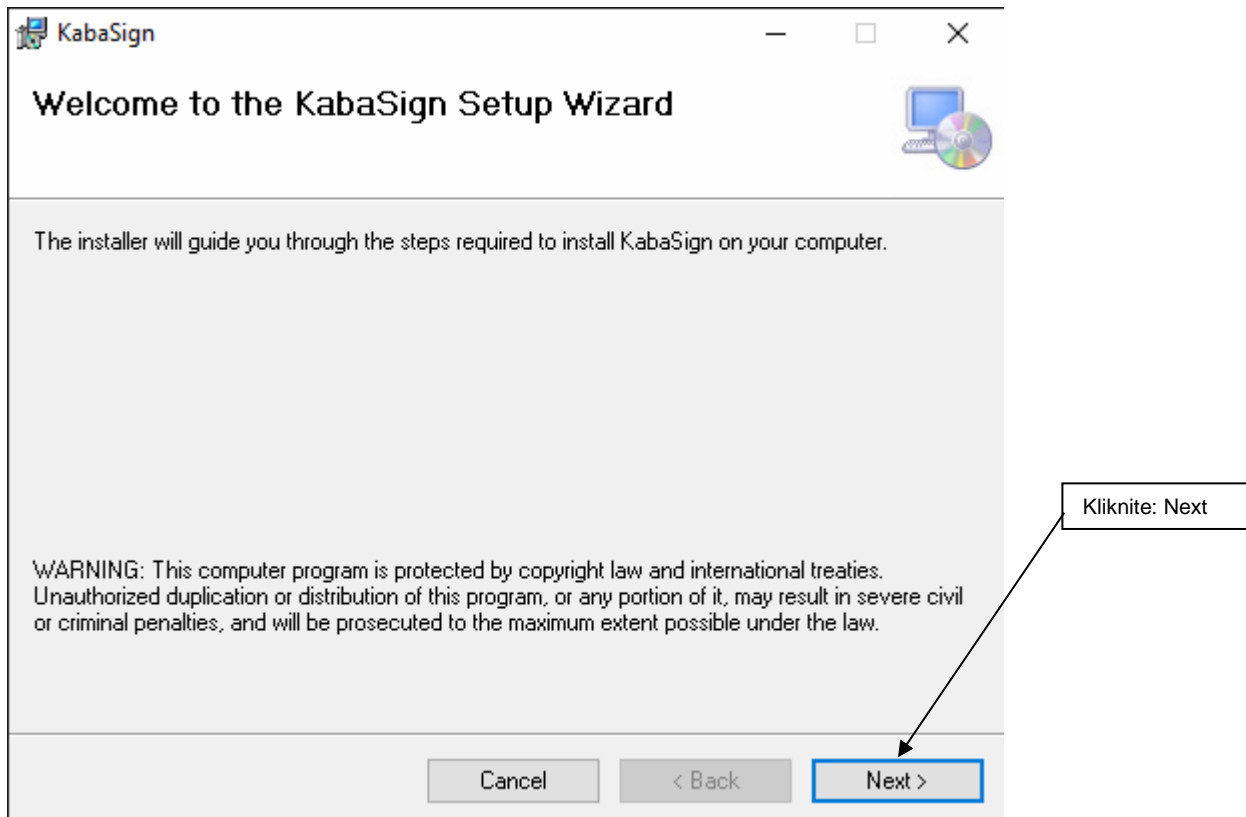 KabaSign
Welcome to the KabaSign Setup Wizard
The installer will guide you through the steps required to install KabaSign on your computer.
Kliknite: Next
WARNING: This computer program is protected by copyright law and international treaties.
Unauthorized duplication or distribution of this program, or any portion of it, may result in severe civil
or criminal penalties, and will be prosecuted to the maximum extent possible under the law.
Cancel
< Back
Next >